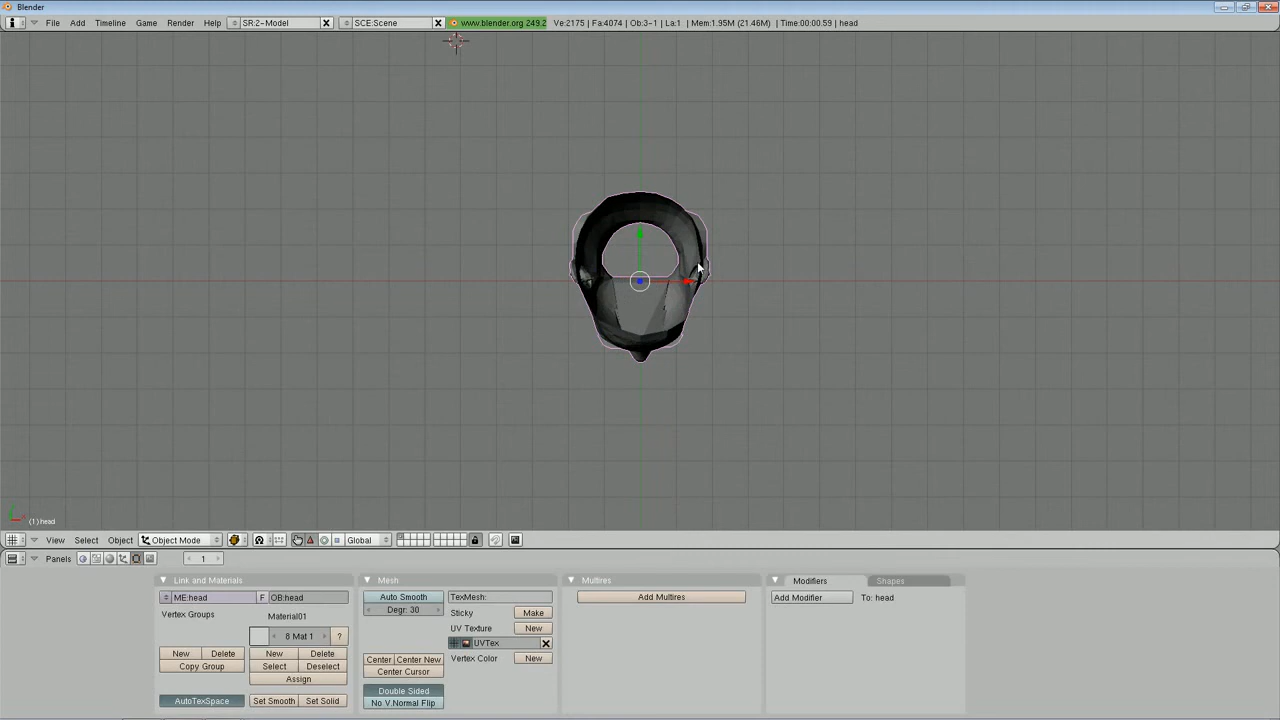 Blender
File Add Timeline Game Render Help SR:2-Model SCE:Scene www.blender.org 249.2 Ve:2175 | Fa:4074 | Ob:3-1 | La:1 | Mem:1.95M (21.46M) | Time:00:00.59 | head
(1) head
View Select Object Object Mode Global
Panels 1
Link and Materials Mesh Multires Modifiers Shapes
ME:head F OB:head Auto Smooth TexMesh: Add Multires Add Modifier To: head
Degr: 30 Sticky Make
Vertex Groups Material01 UV Texture New
8 Mat 1 ? UVTex
New Delete New Delete Center Center New Vertex Color New
Copy Group Select Deselect Center Cursor
Assign
Double Sided
AutoTexSpace Set Smooth Set Solid No V.Normal Flip